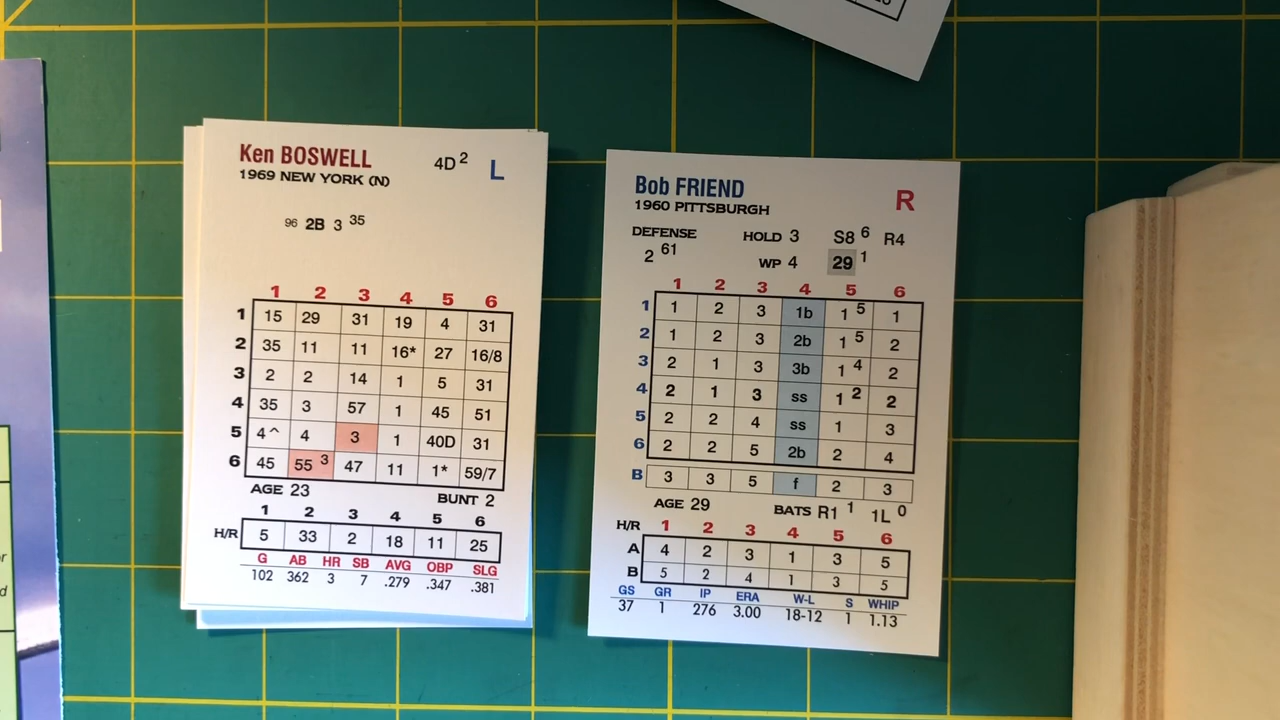 Ken BOSWELL 4D 2 L
1969 NEW YORK (N)
96 2B 3 35
1 2 3 4 5 6
1 15 29 31 19 4 31
2 35 11 11 16* 27 16/8
3 2 2 14 1 5 31
4 35 3 57 1 45 51
5 4^ 4 3 1 40D 31
6 45 55 3 47 11 1* 59/7
AGE 23 BUNT 2
1 2 3 4 5 6
H/R 5 33 2 18 11 25
G AB HR SB AVG OBP SLG
102 362 3 7 .279 .347 .381
Bob FRIEND R
1960 PITTSBURGH
DEFENSE HOLD 3 S8 6 R4
2 61 WP 4 29 1
1 2 3 4 5 6
1 1 2 3 1b 1 5 1
2 1 2 3 2b 1 5 2
3 2 1 3 3b 1 4 2
4 2 1 3 ss 1 2 2
5 2 2 4 ss 1 3
6 2 2 5 2b 2 4
B 3 3 5 f 2 3
AGE 29 BATS R1 1 1L 0
H/R 1 2 3 4 5 6
A 4 2 3 1 3 5
B 5 2 4 1 3 5
GS GR IP ERA W-L S WHIP
37 1 276 3.00 18-12 1 1.13